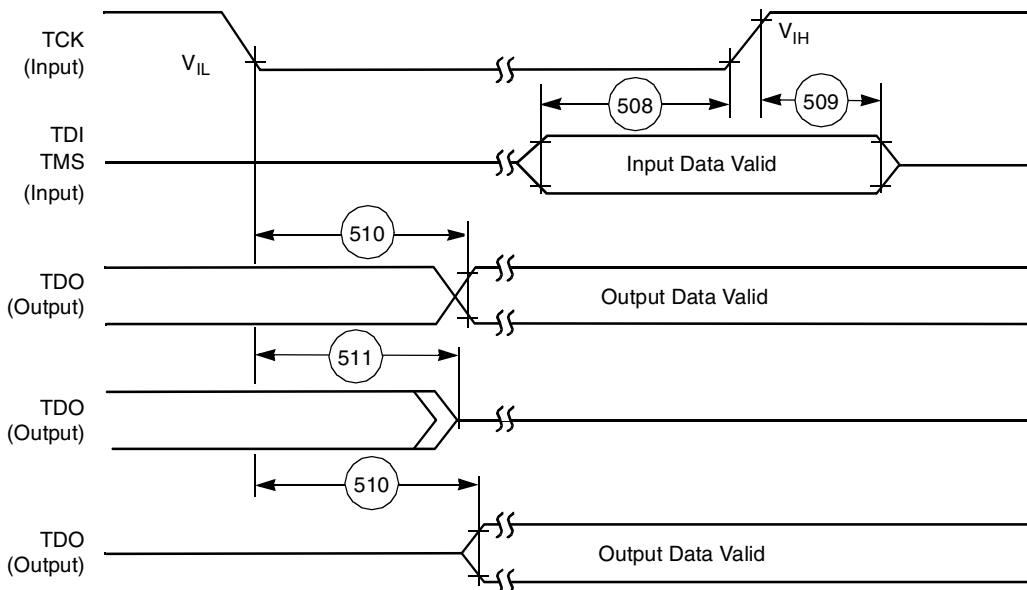 TCK
(Input)
V_IL
V_IH
508
509
TDI
TMS
(Input)
Input Data Valid
510
TDO
(Output)
Output Data Valid
511
TDO
(Output)
510
TDO
(Output)
Output Data Valid